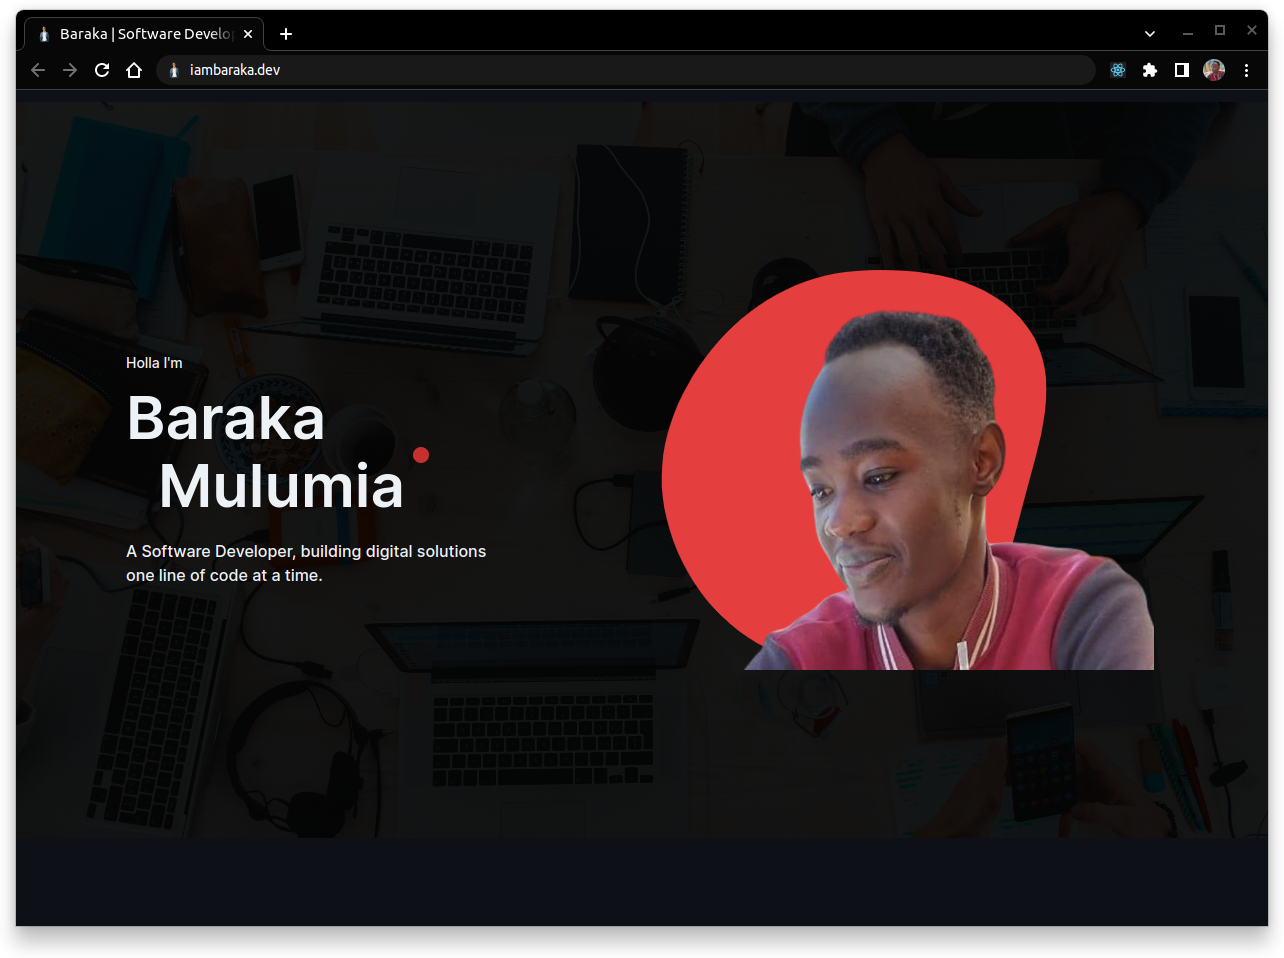 Baraka | Software Develo
iambaraka.dev
Holla I'm
Baraka
Mulumia
A Software Developer, building digital solutions
one line of code at a time.